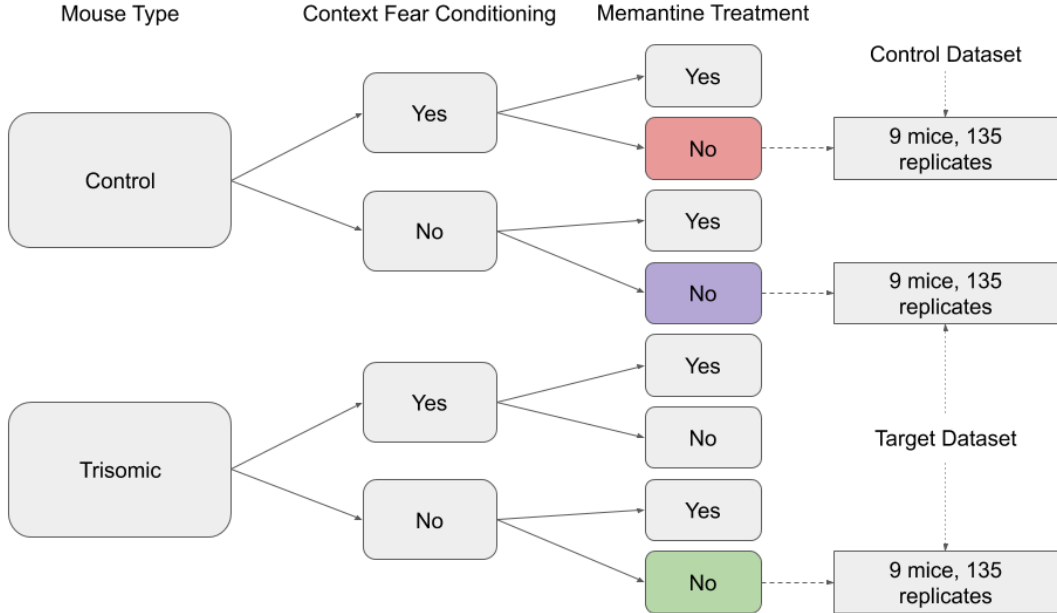 Mouse Type
Context Fear Conditioning
Memantine Treatment
Yes
Control Dataset
Yes
No
9 mice, 135
replicates
Control
Yes
No
No
9 mice, 135
replicates
Yes
Yes
No
Target Dataset
Trisomic
Yes
No
No
9 mice, 135
replicates